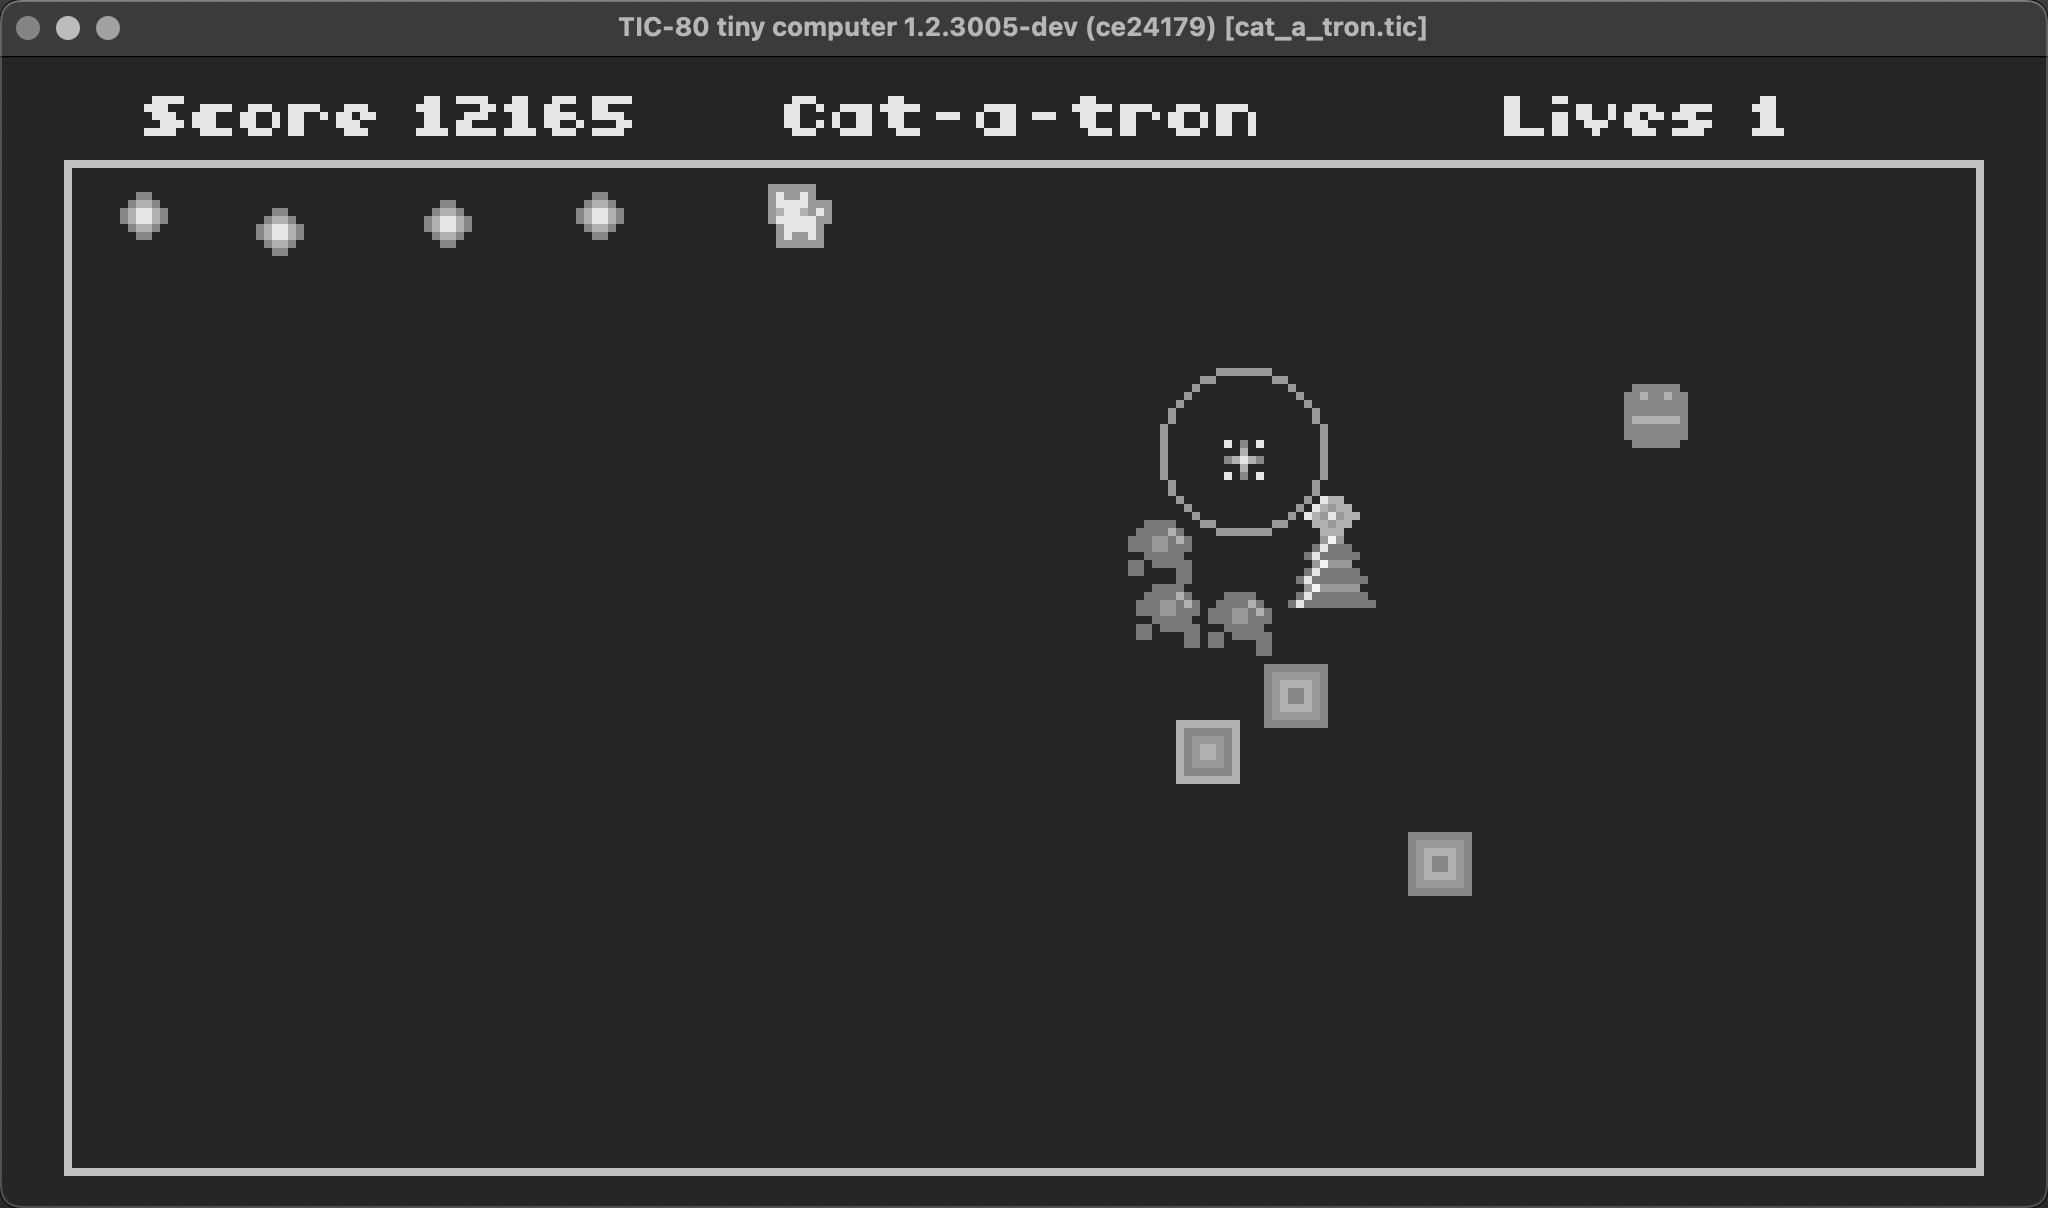 TIC-80 tiny computer 1.2.3005-dev (ce24179) [cat_a_tron.tic]
Score 12165 Cat-a-tron Lives 1